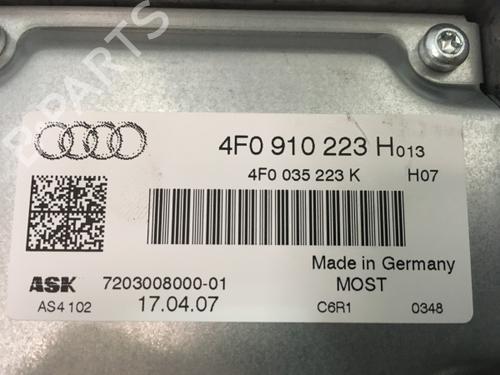 B-PARTS
4F0 910 223 H013
4F0 035 223 K H07
Made in Germany
ASK 7203008000-01 MOST
AS4 102 17.04.07 C6R1 0348